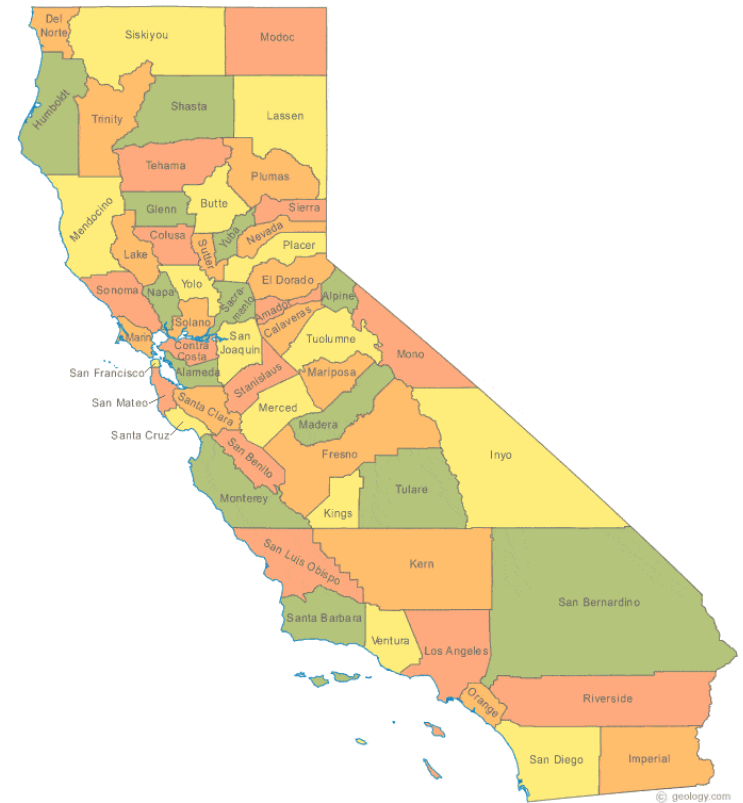 Del
Norte
Siskiyou
Modoc
Humboldt
Trinity
Shasta
Lassen
Tehama
Plumas
Mendocino
Glenn
Butte
Sierra
Lake
Colusa
Sutter
Yuba
Nevada
Placer
Sonoma
Napa
Yolo
Sacra-
mento
El Dorado
Alpine
Amador
Calaveras
Solano
Marin
Contra
Costa
San
Joaquin
Tuolumne
Mono
San Francisco
Alameda
Stanislaus
Mariposa
San Mateo
Santa Clara
Merced
Madera
Santa Cruz
San Benito
Fresno
Inyo
Monterey
Kings
Tulare
San Luis Obispo
Kern
San Bernardino
Santa Barbara
Ventura
Los Angeles
Orange
Riverside
San Diego
Imperial
© geology.com